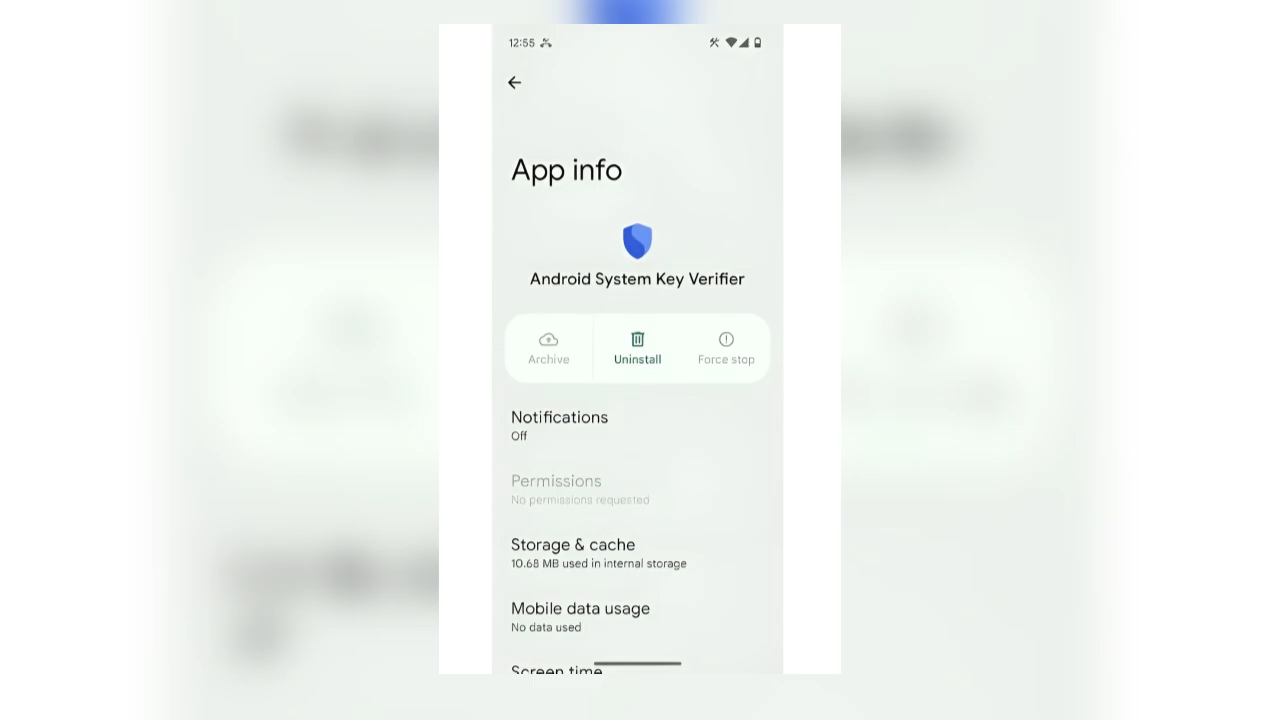 12:55
App info
Android System Key Verifier
Archive
Uninstall
Force stop
Notifications
Off
Permissions
No permissions requested
Storage & cache
10.68 MB used in internal storage
Mobile data usage
No data used
Screen time